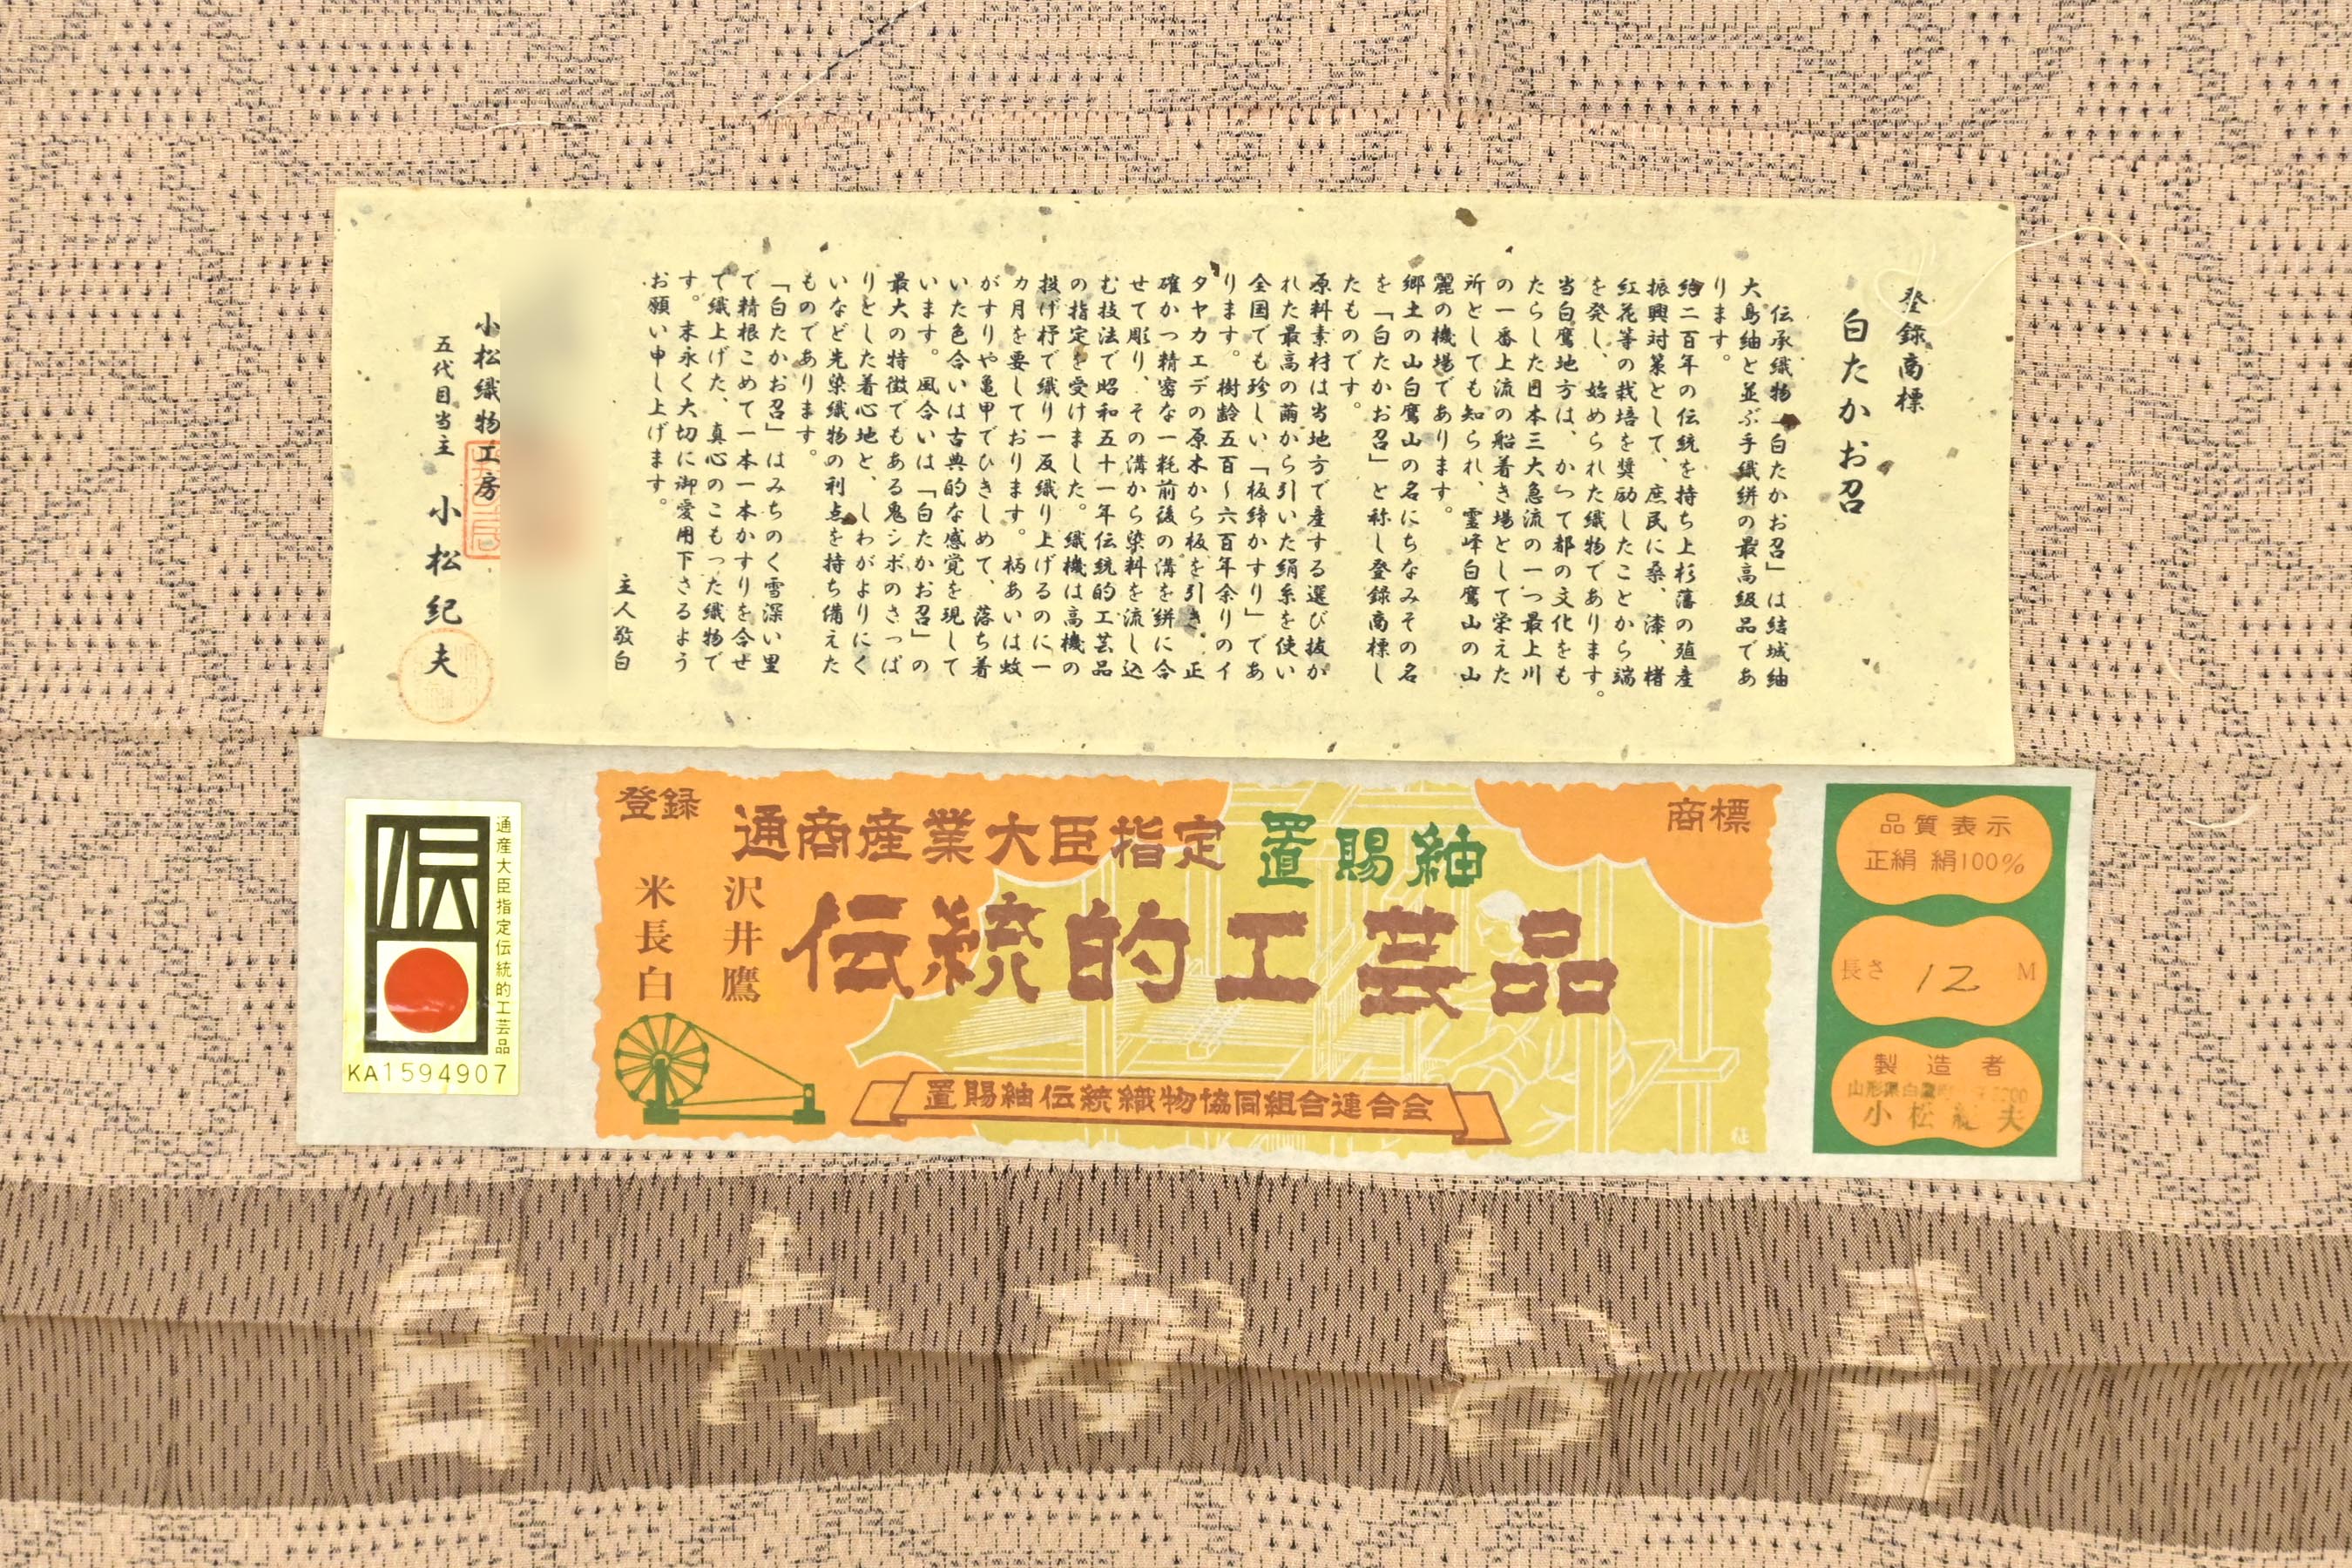 登録商標
白たかお召
伝承織物「白たかお召」は結城紬
大島紬と並ぶ手織絣の最高級品であ
ります。
約二百年の伝統を持ち上杉藩の殖産
振興対策として、庶民に桑、漆、楮
紅花等の栽培を奨励したことから端
を発し、始められた織物であります。
当白鷹地方は、かつて都の文化をも
たらした日本三大急流の一つ最上川
の一番上流の船着き場として栄えた
所としても知られ、霊峰白鷹山の山
麗の機場であります。
郷土の山白鷹山の名にちなみその名
を「白たかお召」と称し登録商標し
たものです。
原料素材は当地方で産する選び抜か
れた最高の繭から引いた絹糸を使い
全国でも珍しい「板締かすり」であ
ります。樹齢五百〜六百年余りのイ
タヤカエデの原木から板を引き、正
確かつ精密な一粍前後の溝を絣に合
せて彫り、その溝から染料を流し込
む技法で昭和五十一年伝統的工芸品
の指定を受けました。織機は高機の
投げ杼で織り一反織り上げるのに一
カ月を要しております。柄あいは蚊
がすりや亀甲でひきしめて、落ち着
いた色合いは古典的な感覚を現して
います。風合いは「白たかお召」の
最大の特徴でもある鬼シボのさっぱ
りとした着心地と、しわがよりにく
いなど先染織物の利点を持ち備えた
ものであります。
「白たかお召」はみちのく雪深い里
で精根こめて一本一本かすりを合せ
て織上げた、真心のこもった織物で
す。末永く大切に御愛用下さるよう
お願い申し上げます。
主人敬白
小松織物工房
五代目当主 小松紀夫
通産大臣指定伝統的工芸品
伝
KA1594907
登録 商標
通商産業大臣指定 置賜紬
米沢
長井
白鷹
伝統的工芸品
置賜紬伝統織物協同組合連合会
品質表示
正絹 絹100%
長さ 12 M
製造者
山形県白鷹町
小松紀夫
白たかお召